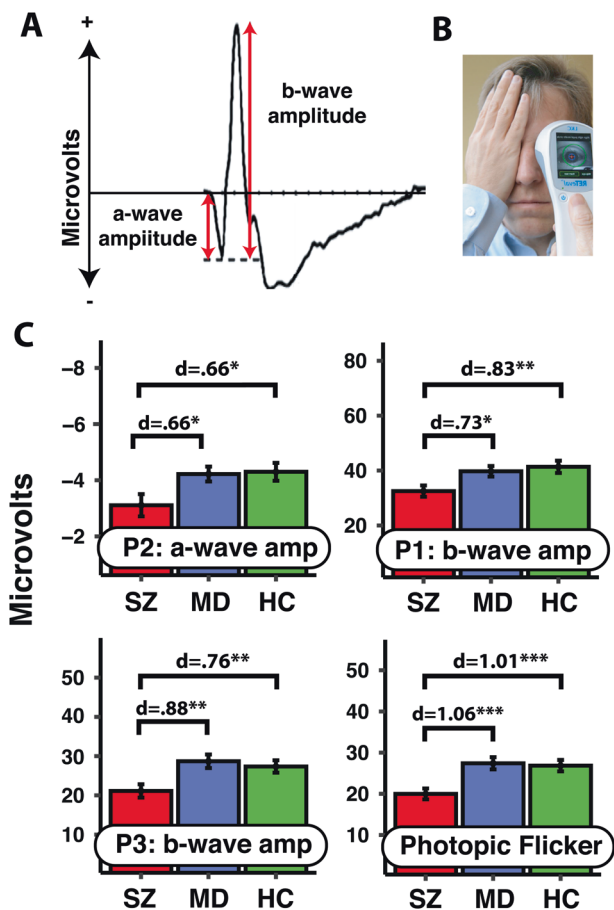 A
+
Microvolts
-
b-wave
amplitude
a-wave
ampiitude
B
C
Microvolts
−8
−6
−4
−2
d=.66*
d=.66*
P2: a-wave amp
SZ MD HC
80
60
40
20
d=.83**
d=.73*
P1: b-wave amp
SZ MD HC
50
40
30
20
10
d=.76**
d=.88**
P3: b-wave amp
SZ MD HC
50
40
30
20
10
d=1.01***
d=1.06***
Photopic Flicker
SZ MD HC